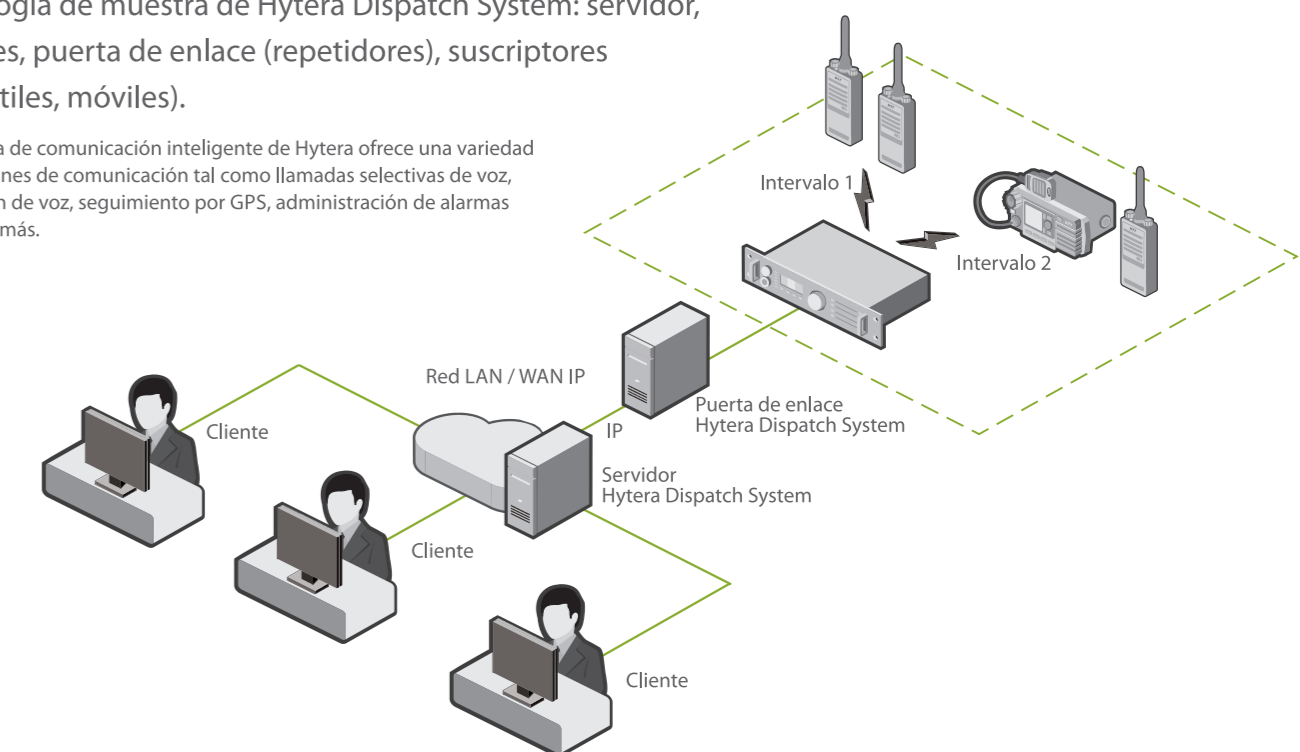 ogía de muestra de Hytera Dispatch System: servidor,
es, puerta de enlace (repetidores), suscriptores
tiles, móviles).
a de comunicación inteligente de Hytera ofrece una variedad
nes de comunicación tal como llamadas selectivas de voz,
n de voz, seguimiento por GPS, administración de alarmas
más.
Intervalo 1
Intervalo 2
Red LAN / WAN IP
Puerta de enlace
Hytera Dispatch System
IP
Cliente
Servidor
Hytera Dispatch System
Cliente
Cliente